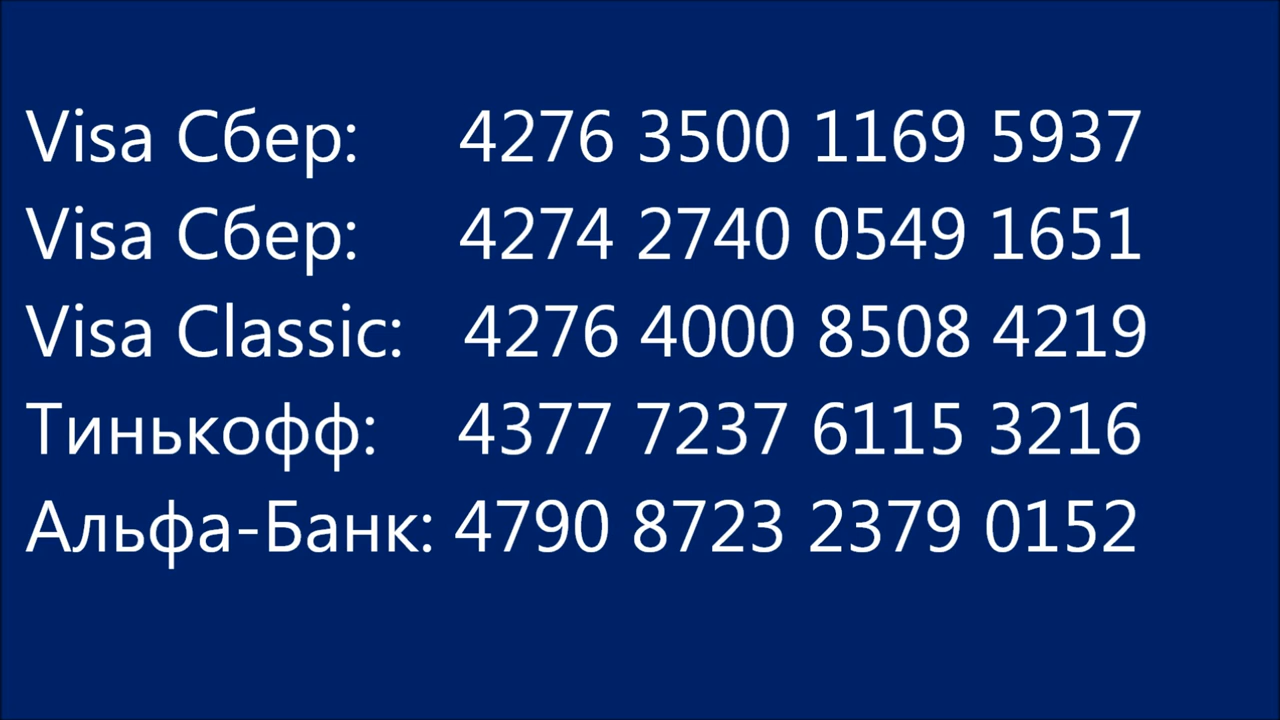 Visa Сбер: 4276 3500 1169 5937
Visa Сбер: 4274 2740 0549 1651
Visa Classic: 4276 4000 8508 4219
Тинькофф: 4377 7237 6115 3216
Альфа-Банк: 4790 8723 2379 0152